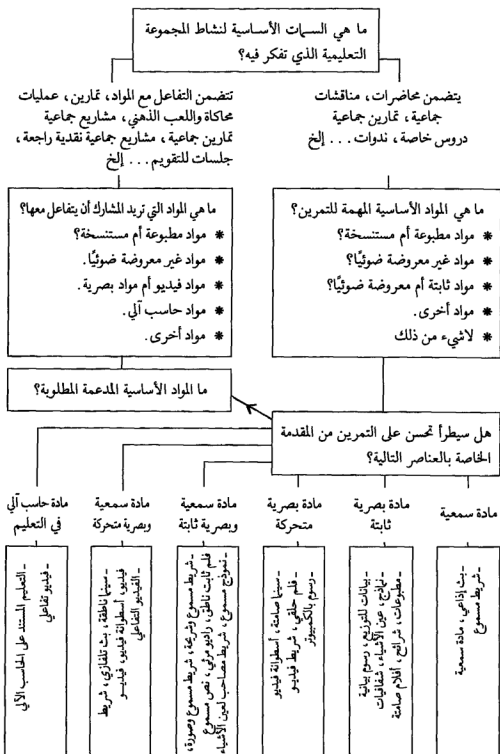 ما هي السمات الأساسية لنشاط المجموعة
التعليمية الذي تفكر فيه؟
يتضمن محاضرات، مناقشات
جماعية، تمارين جماعية
دروس خاصة، ندوات ... إلخ
تتضمن التفاعل مع المواد، تمارين، عمليات
محاكاة واللعب الذهني، مشاريع جماعية
تمارين جماعية، مشاريع جماعية نقدية راجعة،
جلسات للتقويم ... إلخ
ما هي المواد الأساسية المهمة للتمرين؟
* مواد مطبوعة أم مستنسخة؟
* مواد غير معروضة ضوئيًا؟
* مواد ثابتة أم معروضة ضوئيًا؟
* مواد أخرى.
* لاشيء من ذلك
ما هي المواد التي تريد المشارك أن يتفاعل معها؟
* مواد مطبوعة أم مستنسخة؟
* مواد غير معروضة ضوئيًا.
* مواد فيديو أم مواد بصرية.
* مواد حاسب آلي.
* مواد أخرى.
ما المواد الأساسية المدعمة المطلوبة؟
هل سيطرأ تحسن على التمرين من المقدمة
الخاصة بالعناصر التالية؟
مادة سمعية
مادة بصرية
ثابتة
مادة بصرية
متحركة
مادة سمعية
وبصرية ثابتة
مادة سمعية
وبصرية متحركة
مادة حاسب آلي
في التعليم
ـ بث إذاعي، مادة سمعية
ـ شريط مسموع
ـ بيانات للتوزيع، رسوم بيانية
ـ نماذج، عين الأشياء، شفافيات
ـ مطبوعات، شرائح، أفلام صامتة
ـ سينما صامتة، أسطوانة فيديو
ـ فلم حلقي، شريط فيديو
ـ رسوم بالكمبيوتر
ـ شريط مسموع وشريحة، شريط مسموع وصورة،
فلم ثابت ناطق، راديو مرئي، نص مسموع
ـ نموذج مسموع، شريط مصاحب لعين الأشياء
ـ سينما ناطقة، بث تلفازي، شريط
فيديو، أسطوانة فيديو، فيديو
ـ الفيديو التفاعلي
ـ التعليم المستند على الحاسب الآلي
ـ فيديو تفاعلي